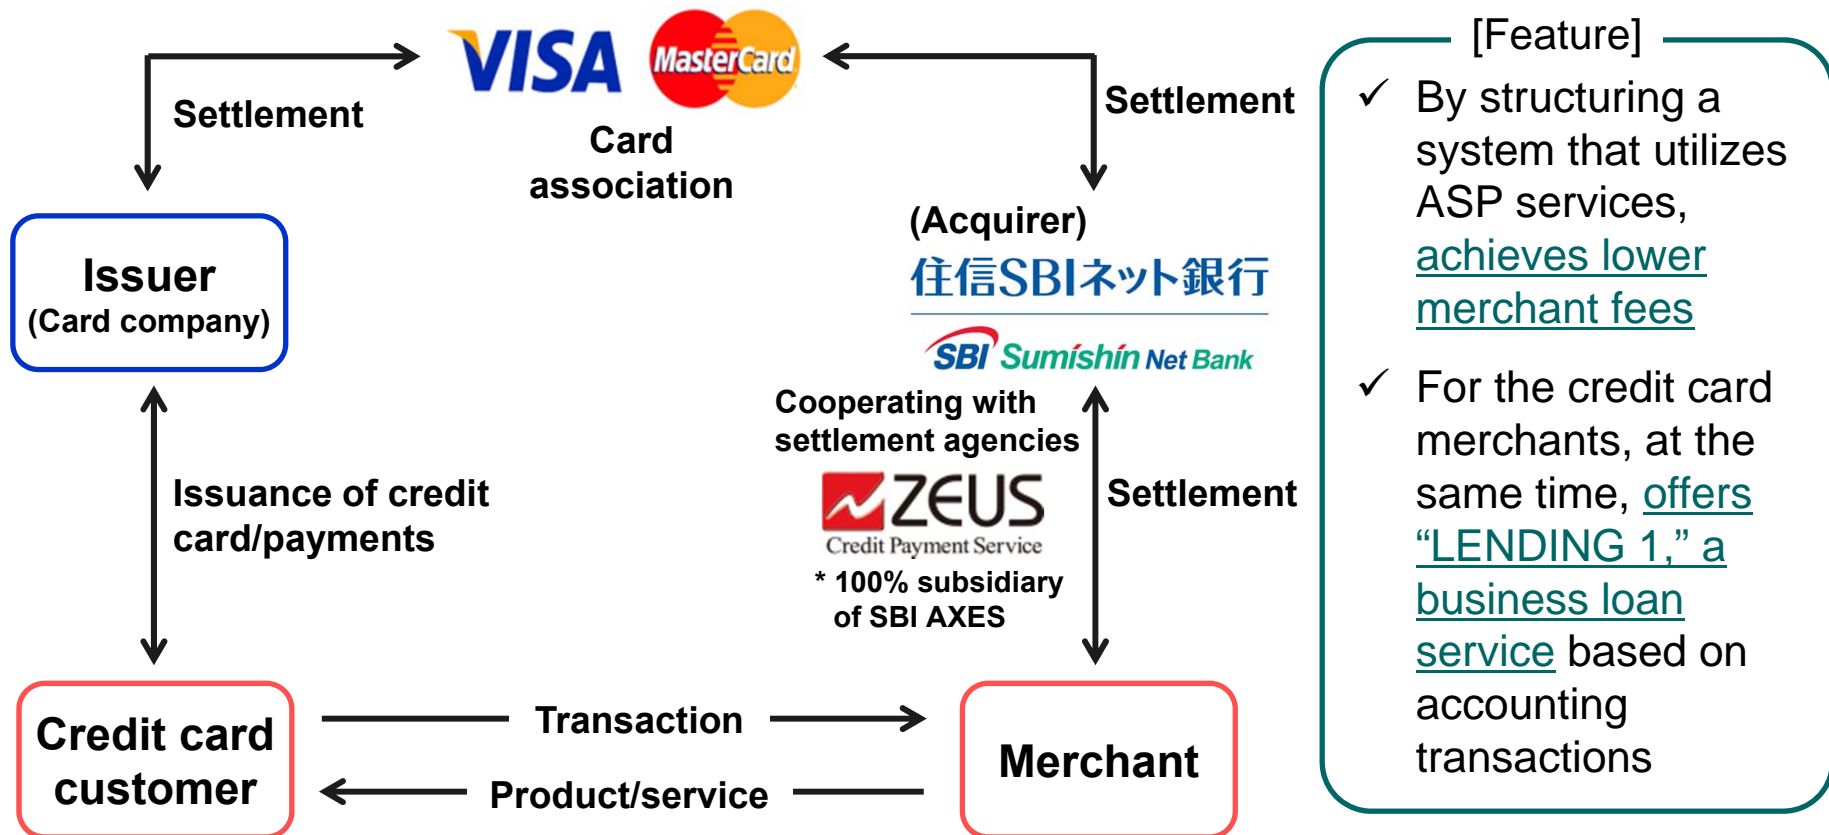 VISA
MasterCard
Settlement
Card
association
Settlement
(Acquirer)
住信SBIネット銀行
SBI Sumishin Net Bank
Issuer
(Card company)
Cooperating with
settlement agencies
ZEUS
Credit Payment Service
* 100% subsidiary
of SBI AXES
Settlement
Issuance of credit
card/payments
Credit card
customer
Transaction
Product/service
Merchant
[Feature]
✓ By structuring a
system that utilizes
ASP services,
achieves lower
merchant fees
✓ For the credit card
merchants, at the
same time, offers
“LENDING 1,” a
business loan
service based on
accounting
transactions